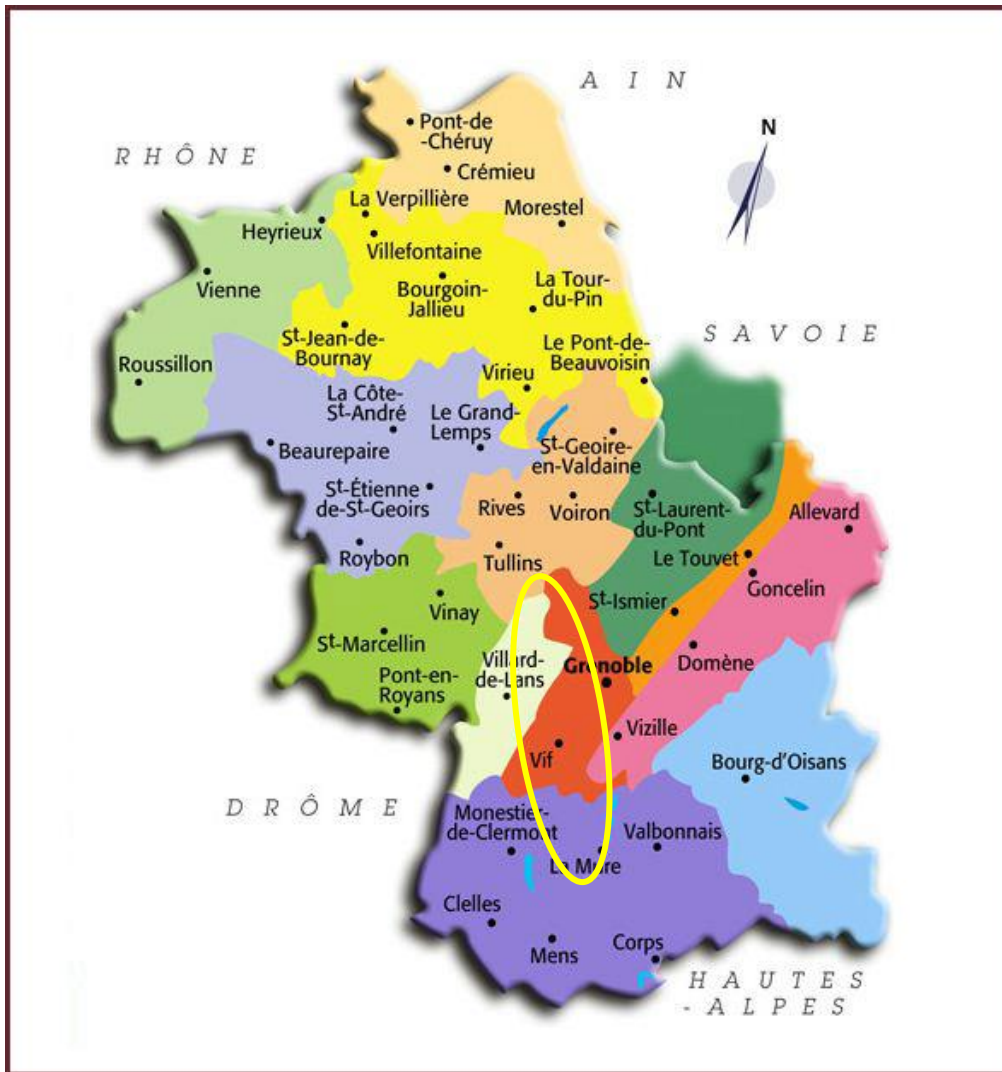 AIN
N
RHÔNE
Pont-de
-Chéruy
Crémieu
La Verpillière
Morestel
Heyrieux
Villefontaine
Vienne
Bourgoin-
Jallieu
La Tour-
du-Pin
St-Jean-de-
Bournay
SAVOIE
Le Pont-de-
Beauvoisin
Roussillon
Virieu
La Côte-
St-André
Le Grand-
Lemps
Beaurepaire
St-Geoire-
en-Valdaine
St-Étienne
de-St-Geoirs
Rives
Voiron
St-Laurent-
du-Pont
Allevard
Roybon
Tullins
Le Touvet
Goncelin
Vinay
St-Ismier
St-Marcellin
Villard-
de-Lans
Grenoble
Domène
Pont-en-
Royans
Vizille
Vif
Bourg-d'Oisans
DRÔME
Monestier-
de-Clermont
Valbonnais
La Mure
Clelles
Mens
Corps
HAUTES
-ALPES